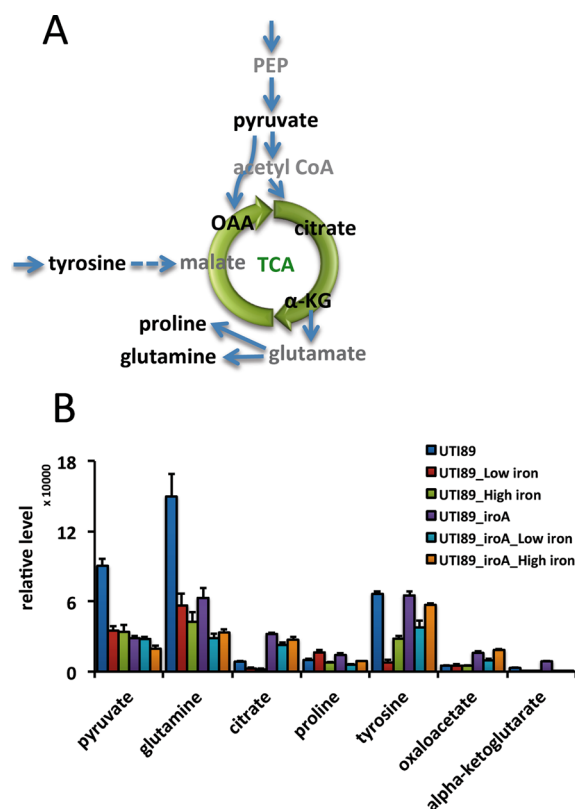 A
PEP
pyruvate
acetyl CoA
OAA
citrate
tyrosine
malate
TCA
α-KG
proline
glutamine
glutamate
B
UTI89
UTI89_Low iron
UTI89_High iron
UTI89_iroA
UTI89_iroA_Low iron
UTI89_iroA_High iron
relative level
x 10000
18
12
6
0
pyruvate
glutamine
citrate
proline
tyrosine
oxaloacetate
alpha-ketoglutarate